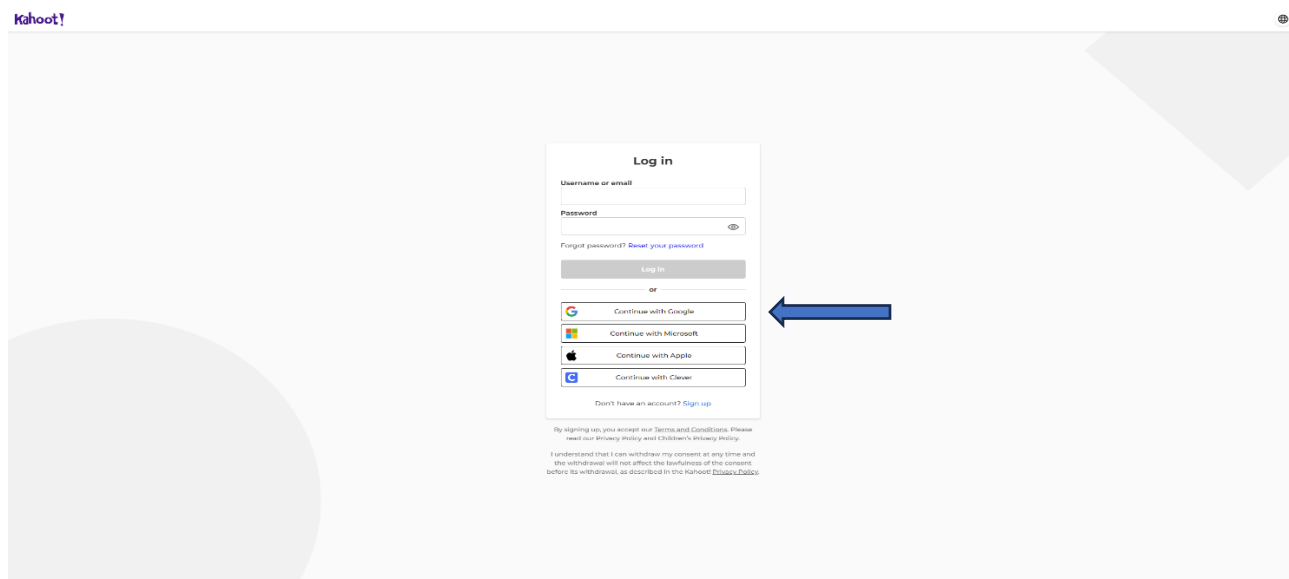 Kahoot!
Log in
Username or email
Password
Forgot password? Reset your password
Log in
or
Continue with Google
Continue with Microsoft
Continue with Apple
Continue with Clever
Don't have an account? Sign up
By signing up, you accept our Terms and Conditions. Please
read our Privacy Policy and Children's Privacy Policy.
I understand that I can withdraw my consent at any time and
the withdrawal will not affect the lawfulness of the consent
before its withdrawal, as described in the Kahoot! Privacy Policy.